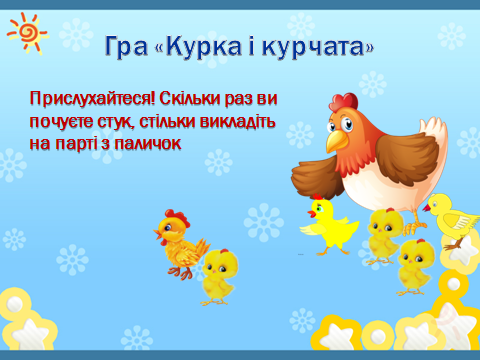 Гра «Курка і курчата»
Прислухайтеся! Скільки раз ви
почуєте стук, стільки викладіть
на парті з паличок